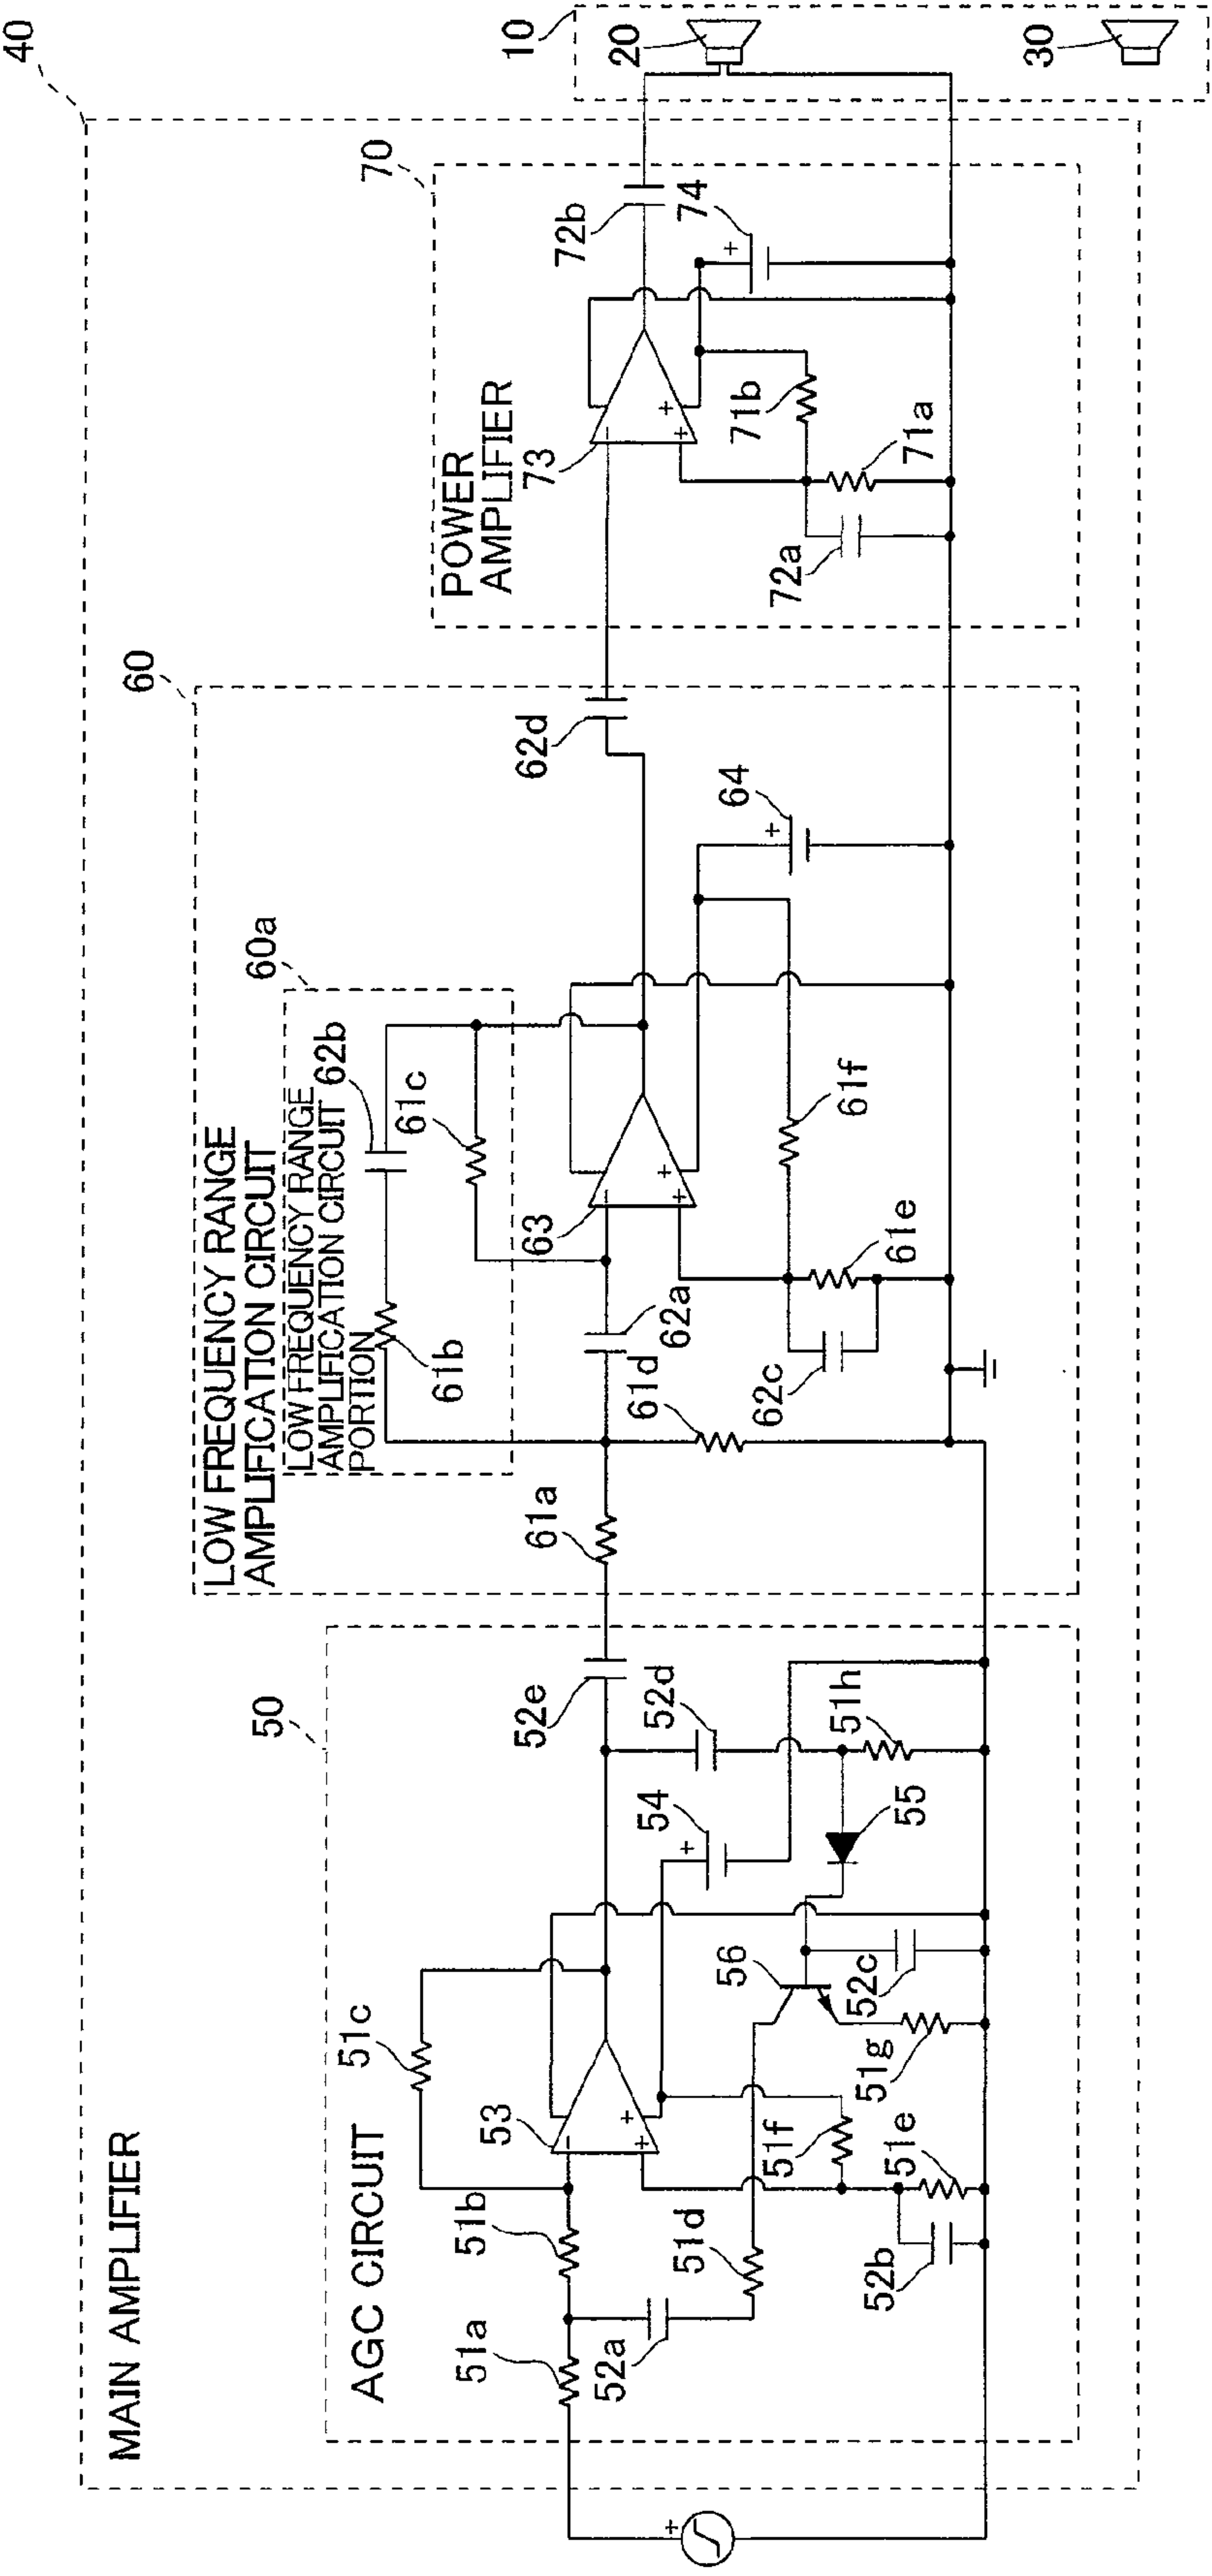 40
MAIN AMPLIFIER
50
AGC CIRCUIT
51a
51b
51c
51d
51e
51f
51g
51h
52a
52b
52c
52d
52e
53
54
55
56
+
−
+
+
+
60
LOW FREQUENCY RANGE
AMPLIFICATION CIRCUIT
60a
LOW FREQUENCY RANGE
AMPLIFICATION CIRCUIT
PORTION
61a
61b
61c
61d
61e
61f
62a
62b
62c
62d
63
64
−
+
+
+
70
POWER
AMPLIFIER
71a
71b
72a
72b
73
74
−
+
+
+
10
20
30